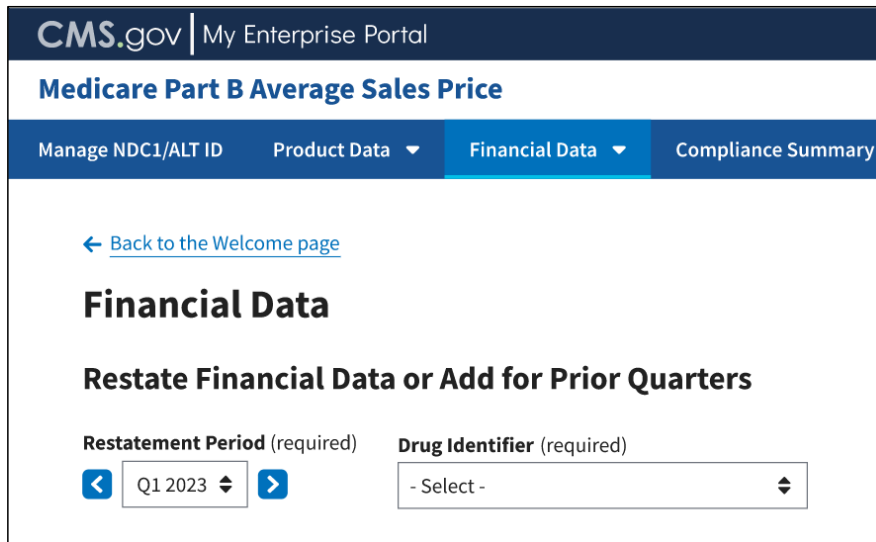 CMS.gov My Enterprise Portal
Medicare Part B Average Sales Price
Manage NDC1/ALT ID Product Data Financial Data Compliance Summary
Back to the Welcome page
Financial Data
Restate Financial Data or Add for Prior Quarters
Restatement Period (required) Drug Identifier (required)
Q1 2023 - Select -